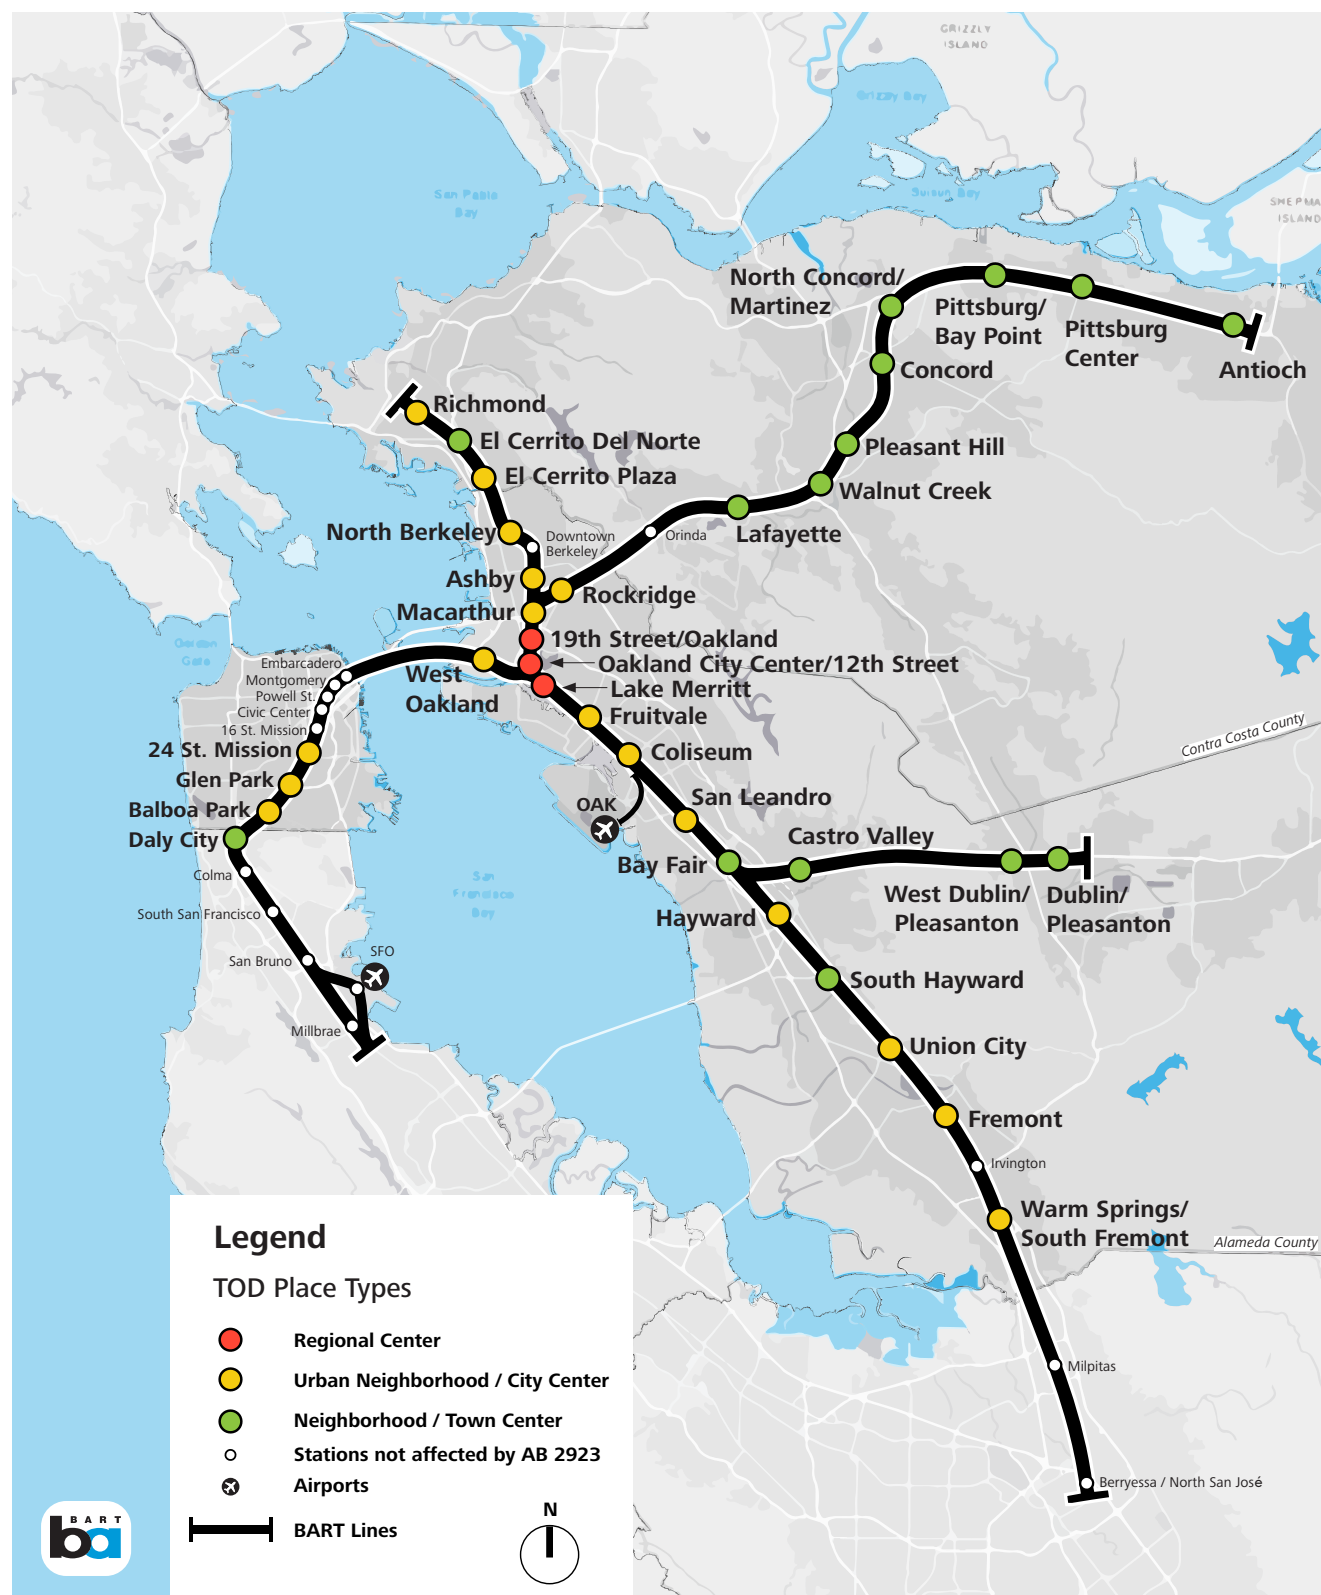 GRIZZLY
ISLAND
Grizzly Bay
San Pablo
Bay
Suisun Bay
ISLAND
North Concord/
Martinez
Pittsburg/
Bay Point
Pittsburg
Center
Antioch
Concord
Richmond
El Cerrito Del Norte
Pleasant Hill
El Cerrito Plaza
Walnut Creek
North Berkeley
Downtown
Berkeley
Orinda
Lafayette
Ashby
Rockridge
Macarthur
19th Street/Oakland
Golden
Gate
Embarcadero
Oakland City Center/12th Street
West
Oakland
Montgomery
Lake Merritt
Powell St.
Civic Center
Fruitvale
16 St. Mission
24 St. Mission
Coliseum
Contra Costa County
Glen Park
OAK
San Leandro
Balboa Park
Daly City
Castro Valley
Bay Fair
Colma
San
Francisco
Bay
West Dublin/
Pleasanton
Dublin/
Pleasanton
South San Francisco
Hayward
San Bruno
SFO
South Hayward
Millbrae
Union City
Fremont
Irvington
Warm Springs/
South Fremont
Alameda County
Milpitas
Berryessa / North San José
Legend
TOD Place Types
Regional Center
Urban Neighborhood / City Center
Neighborhood / Town Center
Stations not affected by AB 2923
Airports
BART Lines
N
BART
ba